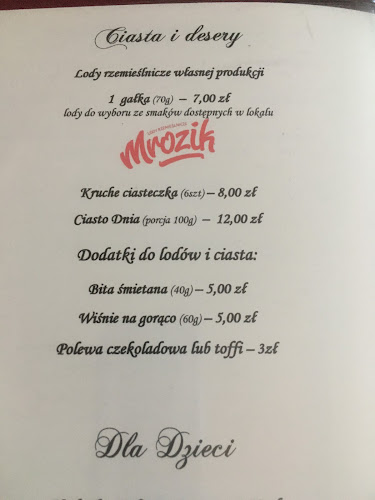 Ciasta i desery
Lody rzemieślnicze własnej produkcji
1 gałka (70g) – 7,00 zł
lody do wyboru ze smaków dostępnych w lokalu
Mrozik
Kruche ciasteczka (6szt) – 8,00 zł
Ciasto Dnia (porcja 100g) – 12,00 zł
Dodatki do lodów i ciasta:
Bita śmietana (40g) – 5,00 zł
Wiśnie na gorąco (60g) – 5,00 zł
Polewa czekoladowa lub toffi – 3zł
Dla Dzieci